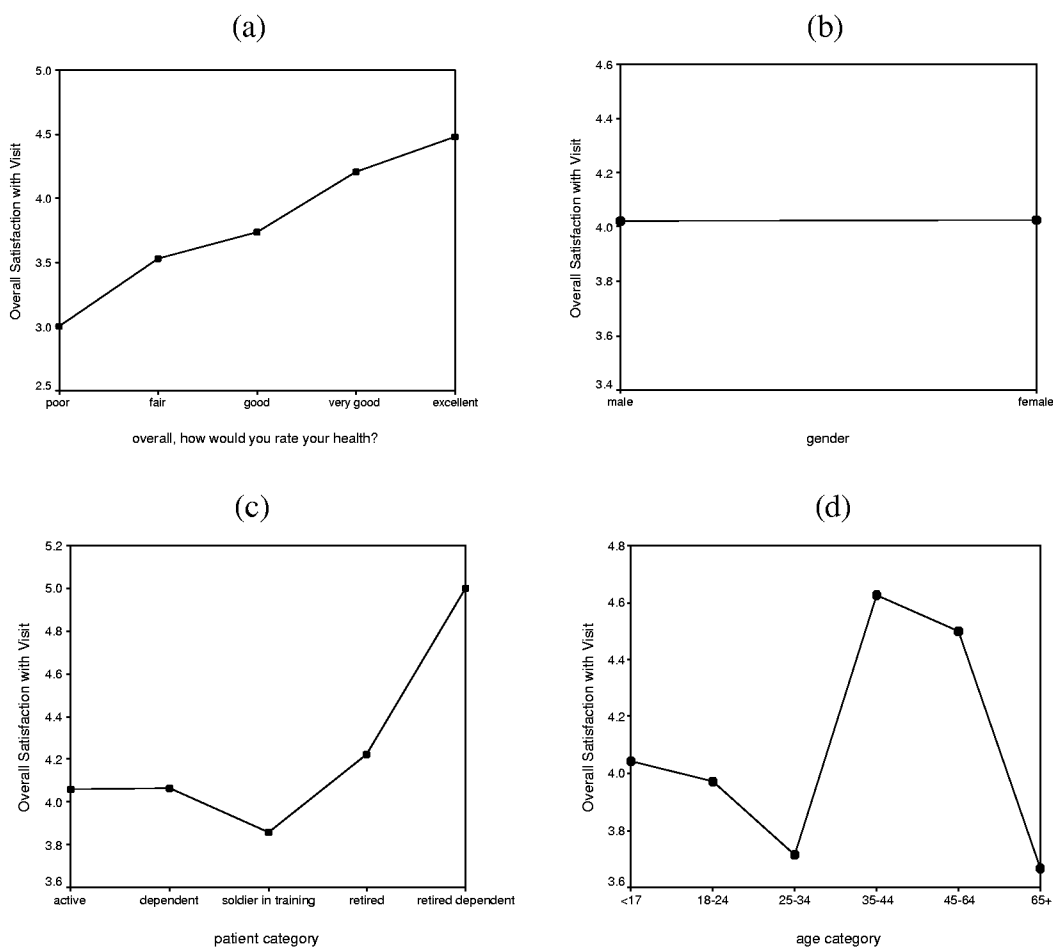 (a)
5.0
4.5
4.0
3.5
3.0
2.5
Overall Satisfaction with Visit
poor fair good very good excellent
overall, how would you rate your health?
(b)
4.6
4.4
4.2
4.0
3.8
3.6
3.4
Overall Satisfaction with Visit
male female
gender
(c)
5.2
5.0
4.8
4.6
4.4
4.2
4.0
3.8
3.6
Overall Satisfaction with Visit
active dependent soldier in training retired retired dependent
patient category
(d)
4.8
4.6
4.4
4.2
4.0
3.8
3.6
Overall Satisfaction with Visit
<17 18-24 25-34 35-44 45-64 65+
age category